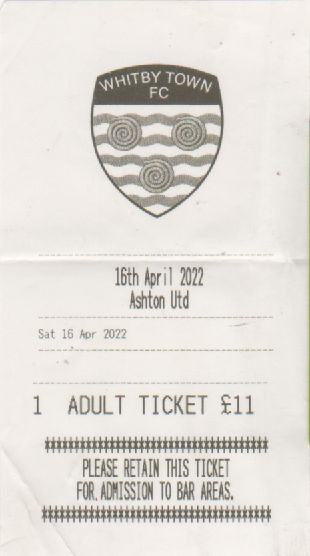 WHITBY TOWN
FC
16th April 2022
Ashton Utd
Sat 16 Apr 2022
1 ADULT TICKET £11
PLEASE RETAIN THIS TICKET
FOR ADMISSION TO BAR AREAS.